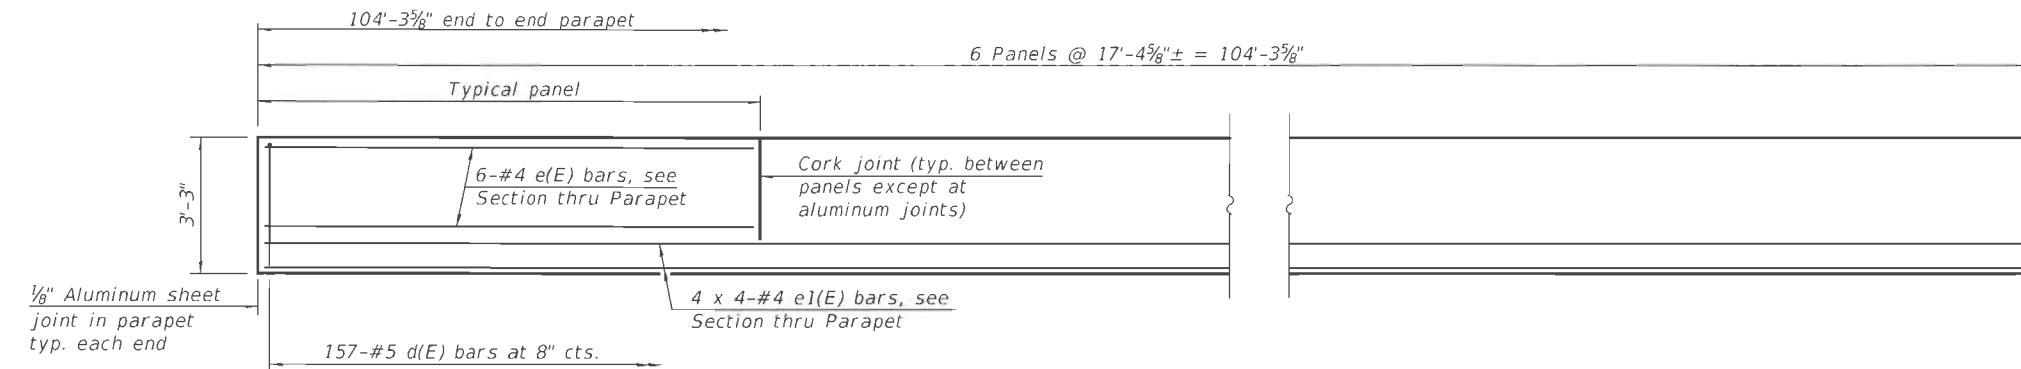 104'-3⅝" end to end parapet
6 Panels @ 17'-4⅝"± = 104'-3⅝"
Typical panel
6-#4 e(E) bars, see
Section thru Parapet
Cork joint (typ. between
panels except at
aluminum joints)
3'-3"
⅛" Aluminum sheet
joint in parapet
typ. each end
4 x 4-#4 e1(E) bars, see
Section thru Parapet
157-#5 d(E) bars at 8" cts.